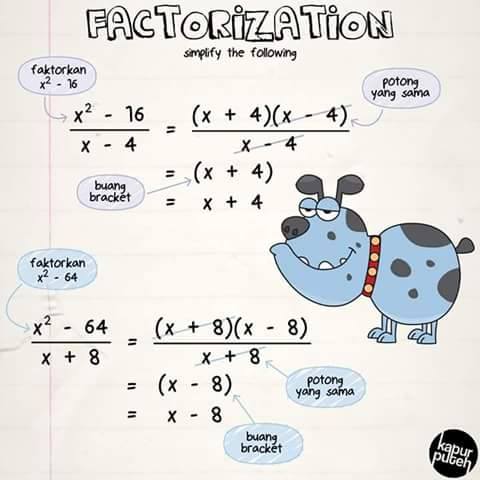 FACTORIZATION
simplify the following
faktorkan
x² - 16
potong
yang sama
x² - 16 / x - 4 = (x + 4)(x - 4) / x - 4
= (x + 4)
buang
bracket
= x + 4
faktorkan
x² - 64
x² - 64 / x + 8 = (x + 8)(x - 8) / x + 8
= (x - 8)
potong
yang sama
= x - 8
buang
bracket
kapur
puteh